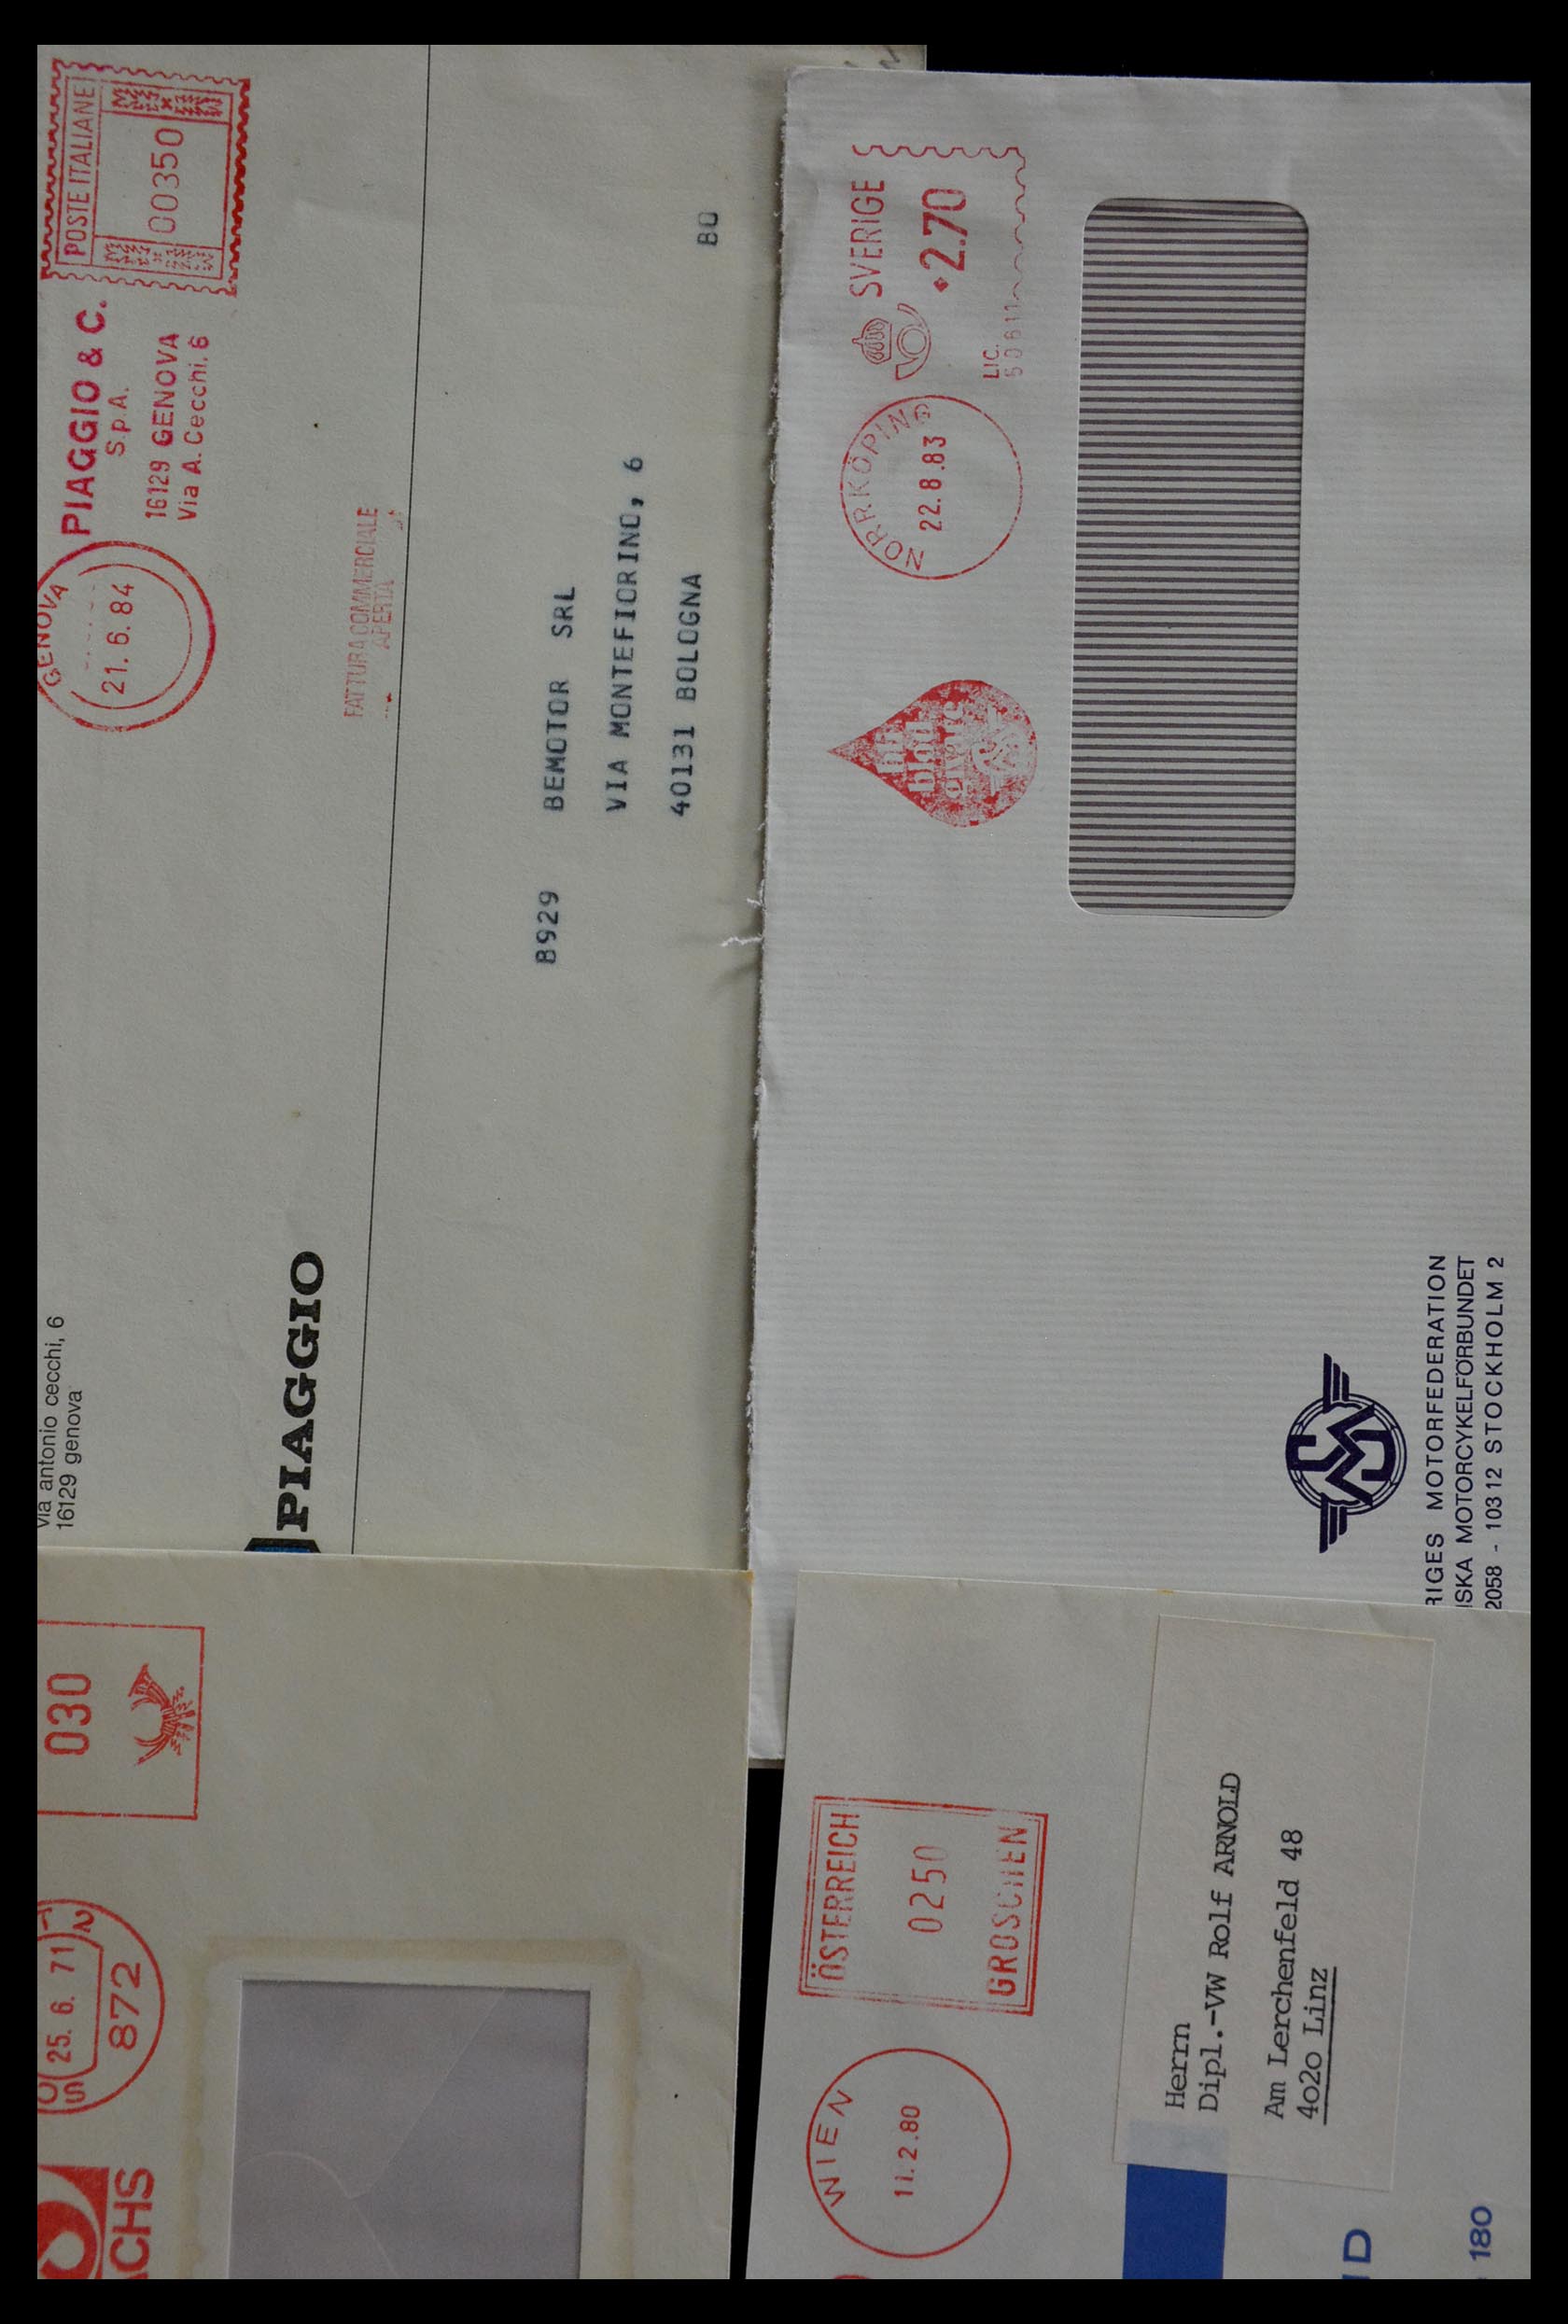 via antonio cecchi, 6
16129 genova
PIAGGIO
GENOVA
21.6.84
PIAGGIO & C.
S.p.A.
16129 GENOVA
Via A. Cecchi. 6
POSTE ITALIANE
00350
FATTURA COMMERCIALE
APERTA
B929 BEMOTOR SRL
VIA MONTEFIORINO, 6
40131 BOLOGNA
BO
NORRKÖPING
22.8.83
SVERIGE
2.70
LIC.
RIGES MOTORFEDERATION
ISKA MOTORCYKELFÖRBUNDET
2058 - 103 12 STOCKHOLM 2
ACHS
25. 6. 71
872
030
WIEN
11.2.80
ÖSTERREICH
0250
GROSCHEN
Herrn
Dipl.-VW Rolf ARNOLD
Am Lerchenfeld 48
4o2o Linz
180